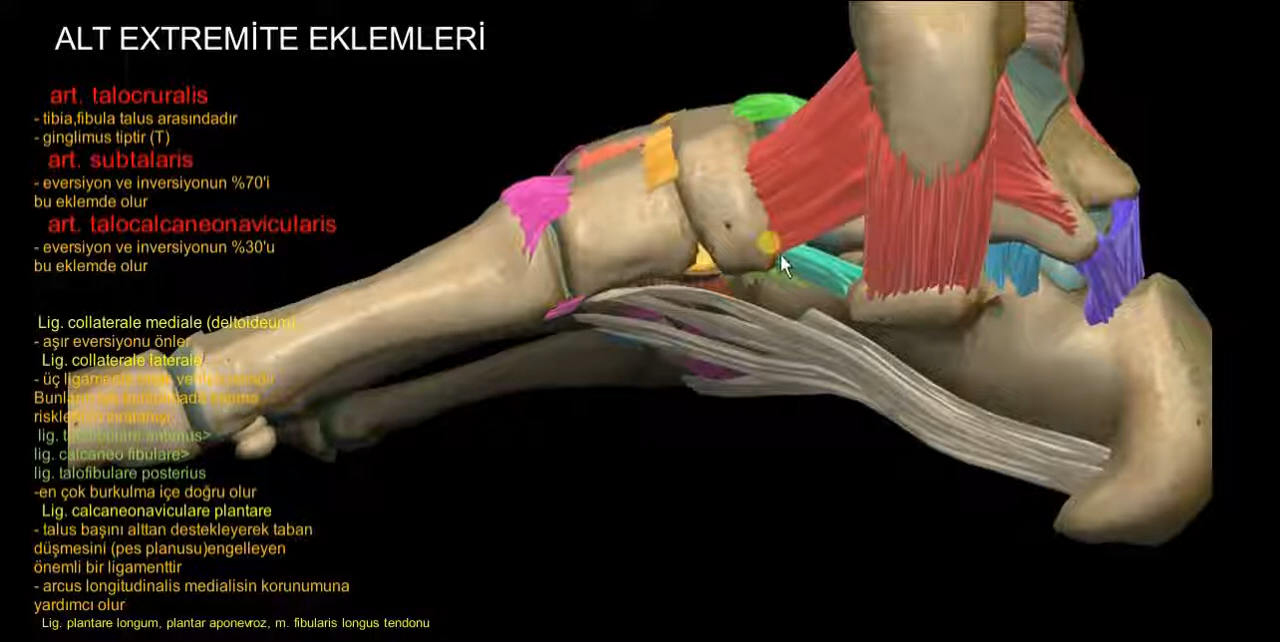 ALT EXTREMİTE EKLEMLERİ
art. talocruralis
- tibia,fibula talus arasındadır
- ginglimus tiptir (T)
art. subtalaris
- eversiyon ve inversiyonun %70'i
bu eklemde olur
art. talocalcaneonavicularis
- eversiyon ve inversiyonun %30'u
bu eklemde olur
Lig. collaterale mediale (deltoideum)
- aşır eversiyonu önler
Lig. collaterale laterale
- üç
riskle
lig.
lig. calcaneo fibulare>
lig. talofibulare posterius
-en çok burkulma içe doğru olur
Lig. calcaneonaviculare plantare
- talus başını alttan destekleyerek taban
düşmesini (pes planusu)engelleyen
önemli bir ligamenttir
- arcus longitudinalis medialisin korunumuna
yardımcı olur
Lig. plantare longum, plantar aponevroz, m. fibularis longus tendonu